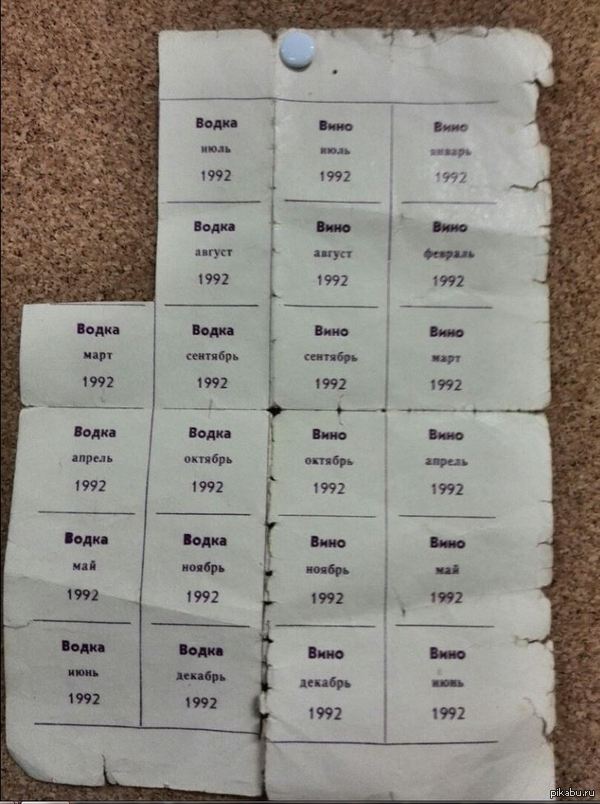 Водка
июль
1992
Вино
июль
1992
Вино
январь
1992
Водка
август
1992
Вино
август
1992
Вино
февраль
1992
Водка
март
1992
Водка
сентябрь
1992
Вино
сентябрь
1992
Вино
март
1992
Водка
апрель
1992
Водка
октябрь
1992
Вино
октябрь
1992
Вино
апрель
1992
Водка
май
1992
Водка
ноябрь
1992
Вино
ноябрь
1992
Вино
май
1992
Водка
июнь
1992
Водка
декабрь
1992
Вино
декабрь
1992
Вино
июнь
1992
pikabu.ru